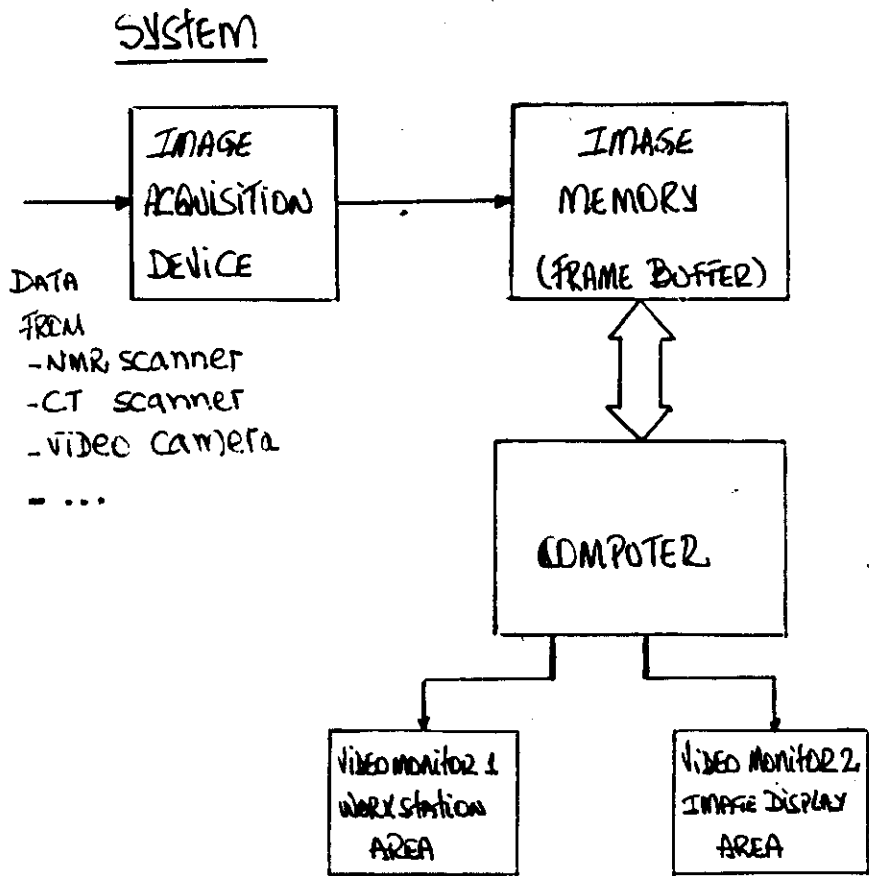 SYSTEM
IMAGE
ACQUISITION
DEVICE
IMAGE
MEMORY
(FRAME BUFFER)
DATA
FROM
-NMR scanner
-CT scanner
-VIDEO CAMERA
- ...
COMPUTER
VIDEO MONITOR 1
WORKSTATION
AREA
VIDEO MONITOR 2
IMAGE DISPLAY
AREA